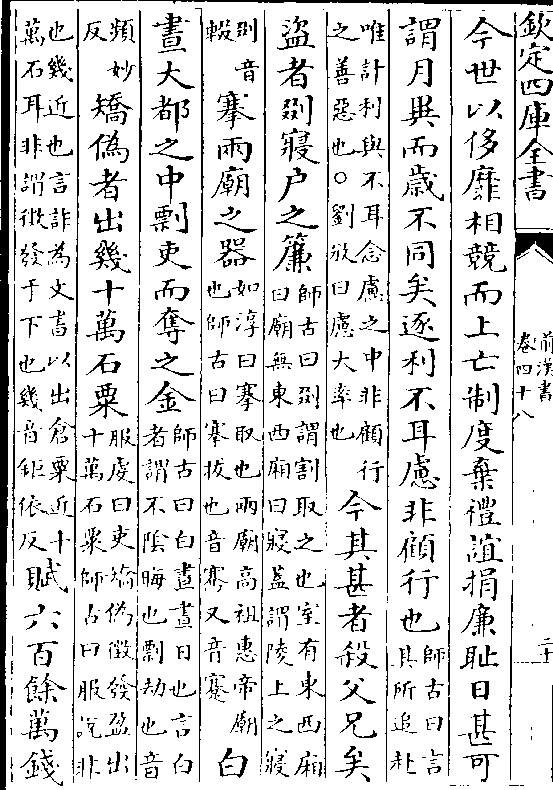 欽定四庫全書
前漢書
卷四十八
二十
今世以侈靡相競而上亡制度棄禮誼捐廉恥日甚可
謂月異而歲不同矣逐利不耳慮非顧行也師古曰言其所追赴
唯計利與不耳念慮之中非顧行之善惡也○劉攽曰慮大率也今其甚者殺父兄矣
盜者剟寢户之簾師古曰剟謂割取之也室有東西廂曰廟無東西廂曰寢葢謂陵上之寢
剟音輟搴兩廟之器如淳曰搴取也兩廟高祖惠帝廟也師古曰搴拔也音騫又音蹇白
晝大都之中剽吏而奪之金師古曰白晝晝日也言白者謂不陰晦也剽劫也音
頻妙反矯偽者出幾十萬石粟服虔曰吏矯偽徵發盈出十萬石粟師古曰服說非
也幾近也言詐為文書以出倉粟近十萬石耳非謂徵發于下也幾音鉅依反賦六百餘萬錢